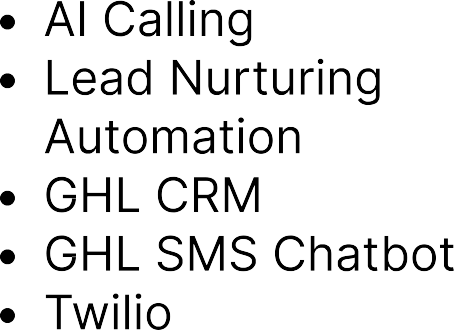 • AI Calling
• Lead Nurturing
Automation
• GHL CRM
• GHL SMS Chatbot
• Twilio